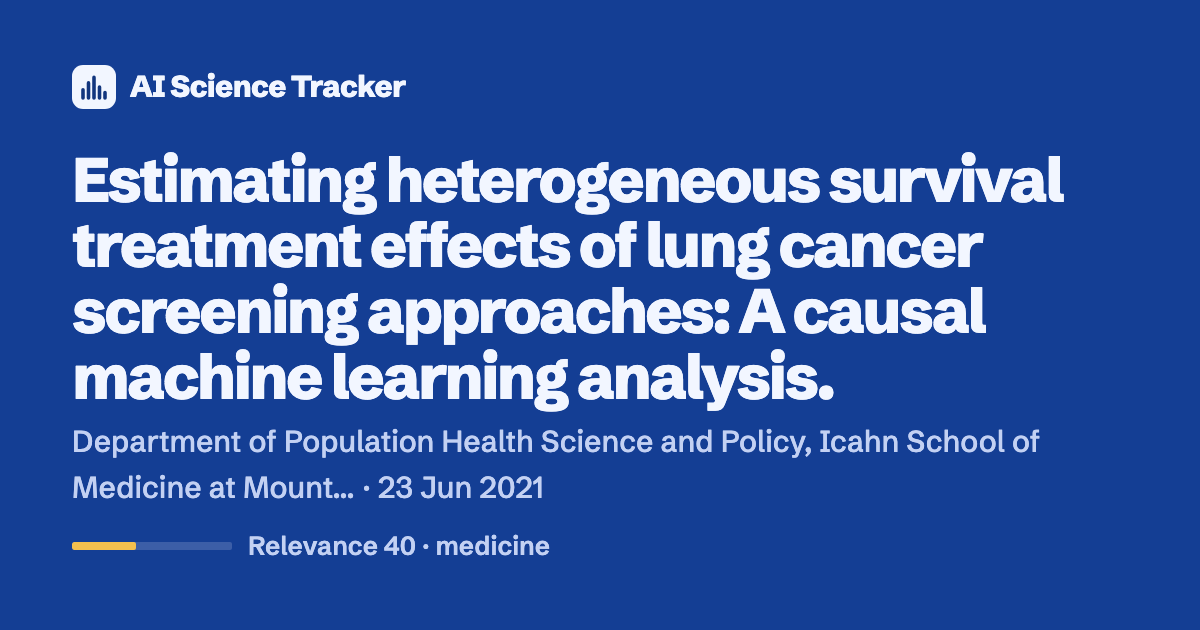 AI Science Tracker
Estimating heterogeneous survival
treatment effects of lung cancer
screening approaches: A causal
machine learning analysis.
Department of Population Health Science and Policy, Icahn School of
Medicine at Mount... · 23 Jun 2021
Relevance 40 · medicine